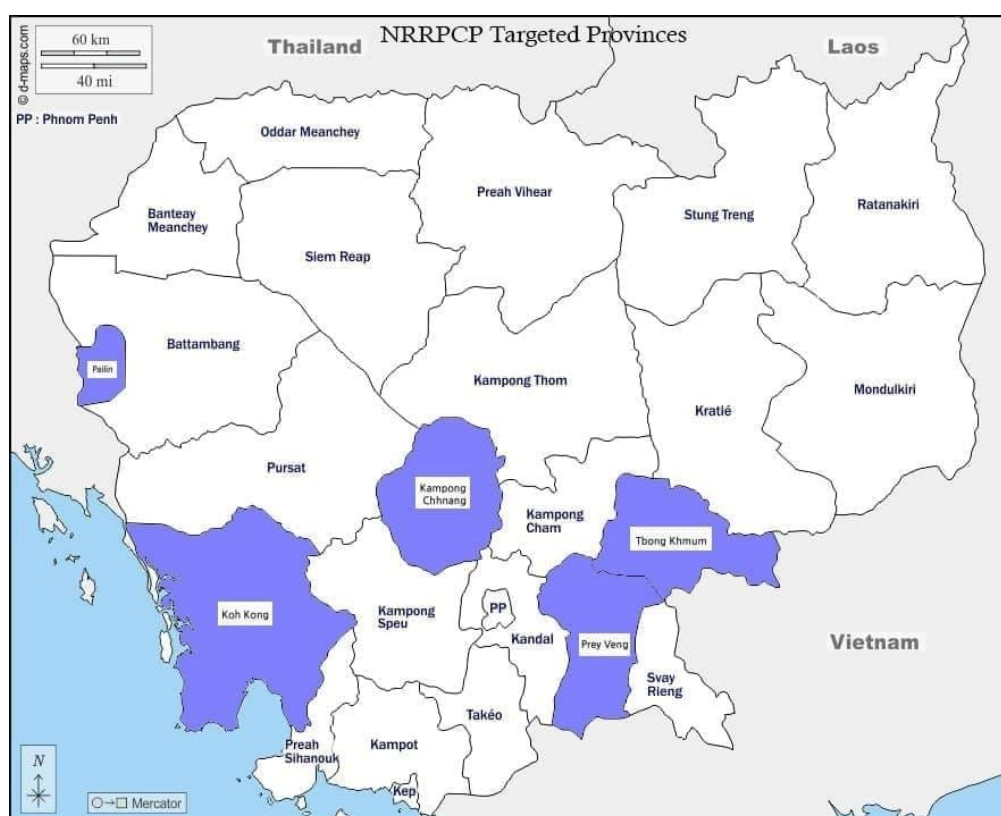 NRRPCP Targeted Provinces
© d-maps.com
60 km
40 mi
PP : Phnom Penh
Thailand
Laos
Oddar Meanchey
Preah Vihear
Banteay
Meanchey
Siem Reap
Stung Treng
Ratanakiri
Battambang
Pailin
Kampong Thom
Kratié
Mondulkiri
Pursat
Kampong
Chhnang
Kampong
Cham
Tbong Khmum
Koh Kong
Kampong
Speu
PP
Kandal
Prey Veng
Svay
Rieng
Vietnam
Takéo
Preah
Sihanouk
Kampot
Kep
N
Mercator